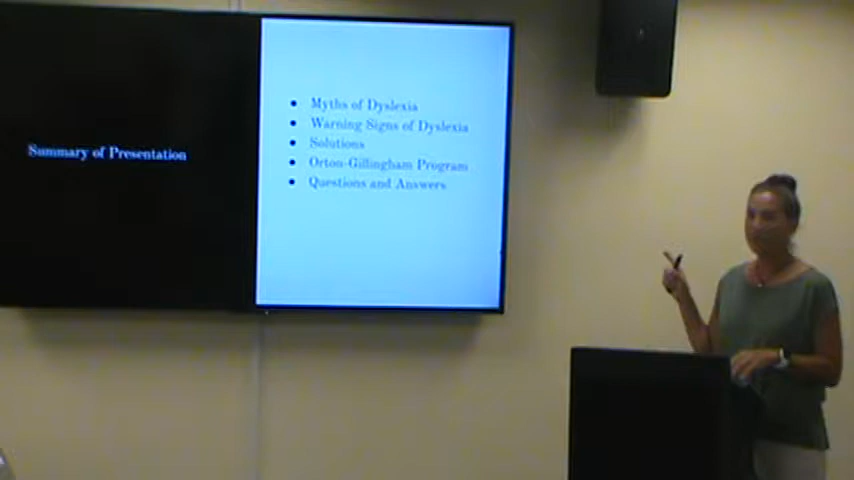 Summary of Presentation
● Myths of Dyslexia
● Warning Signs of Dyslexia
● Solutions
● Orton-Gillingham Program
● Questions and Answers